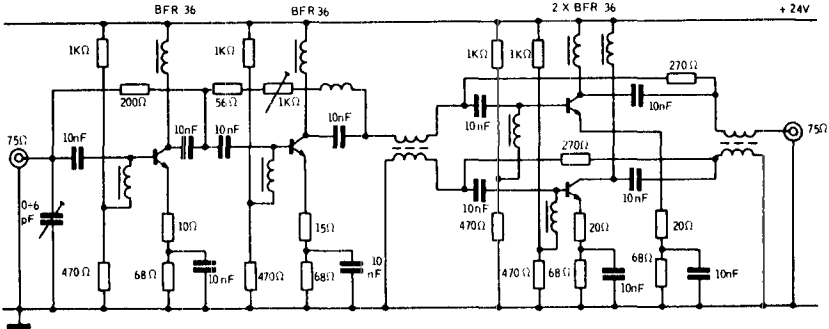 BFR 36 BFR 36 2 X BFR 36 + 24V
1KΩ 1KΩ 1KΩ 1KΩ
270Ω
200Ω 56Ω 1KΩ 10nF
75Ω 10nF 10nF 10nF 10nF 10nF 75Ω
270Ω
0÷6 pF
10nF 10nF
10Ω 15Ω 470Ω 20Ω 20Ω
470Ω 68Ω 10nF 470Ω 68Ω 10 nF 470Ω 68Ω 10nF 68Ω 10nF